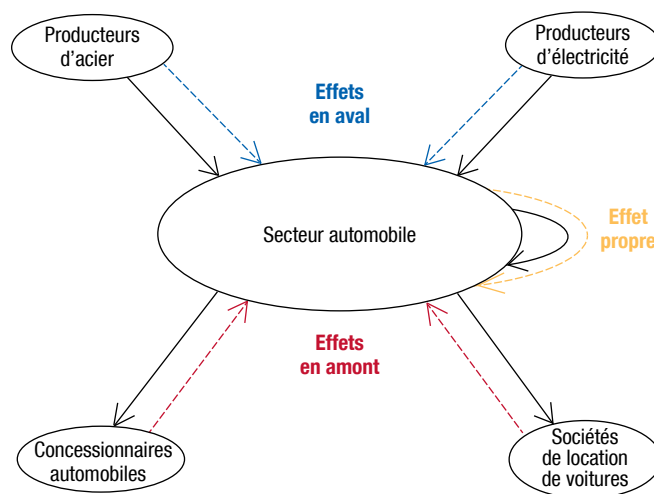 Producteurs
d'acier
Producteurs
d'électricité
Effets
en aval
Secteur automobile
Effet
propre
Effets
en amont
Concessionnaires
automobiles
Sociétés
de location
de voitures